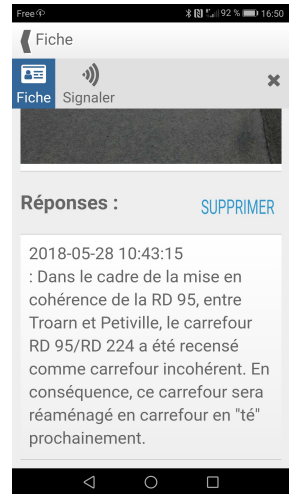 Free
92 % 16:50
Fiche
Fiche Signaler
Réponses : SUPPRIMER
2018-05-28 10:43:15
: Dans le cadre de la mise en
cohérence de la RD 95, entre
Troarn et Petiville, le carrefour
RD 95/RD 224 a été recensé
comme carrefour incohérent. En
conséquence, ce carrefour sera
réaménagé en carrefour en "té"
prochainement.